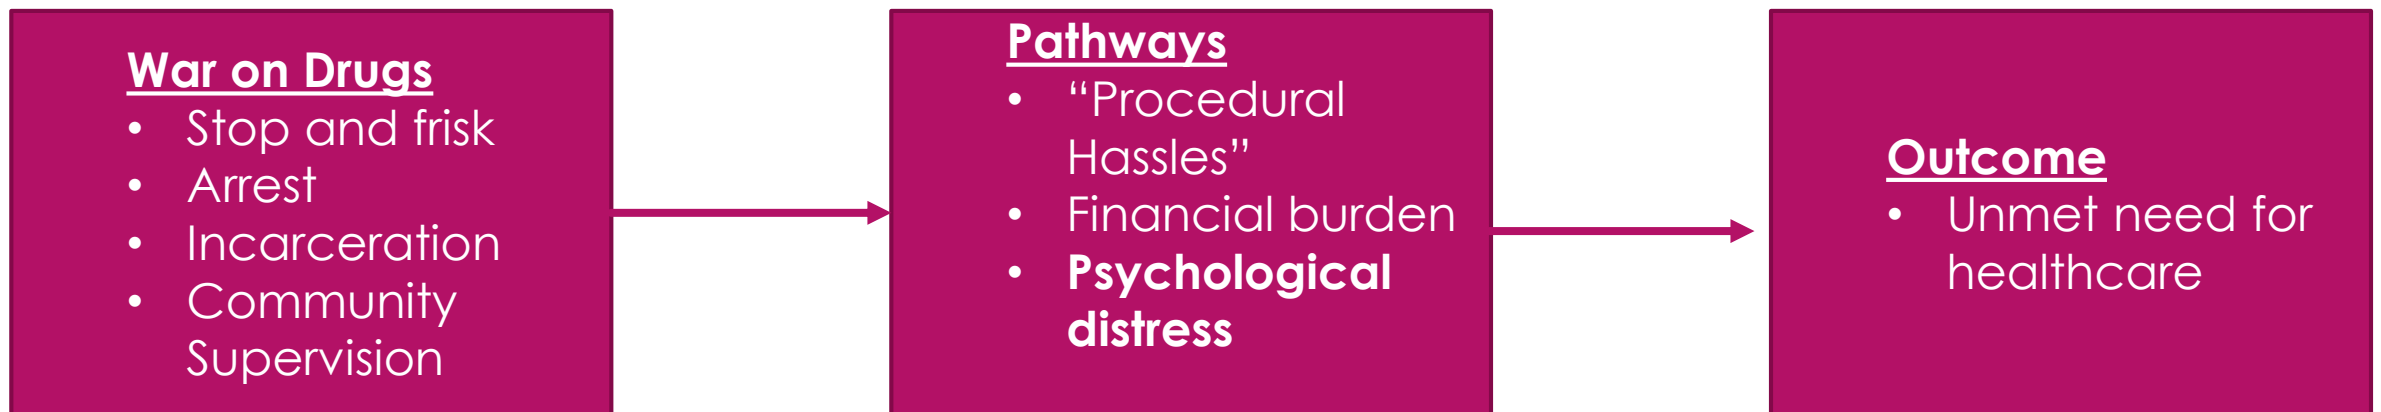 War on Drugs
• Stop and frisk
• Arrest
• Incarceration
• Community
Supervision
Pathways
• “Procedural
Hassles”
• Financial burden
• Psychological
distress
Outcome
• Unmet need for
healthcare